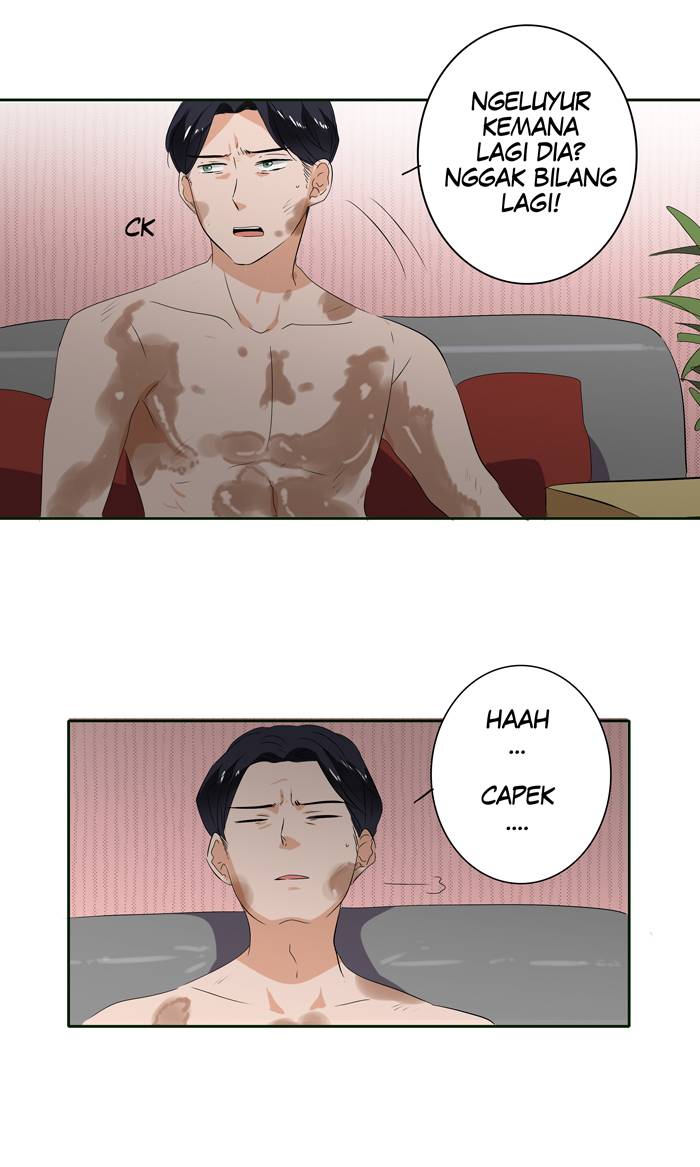 NGELUYUR
KEMANA
LAGI DIA?
NGGAK BILANG
LAGI!
CK
HAAH
...
CAPEK
....